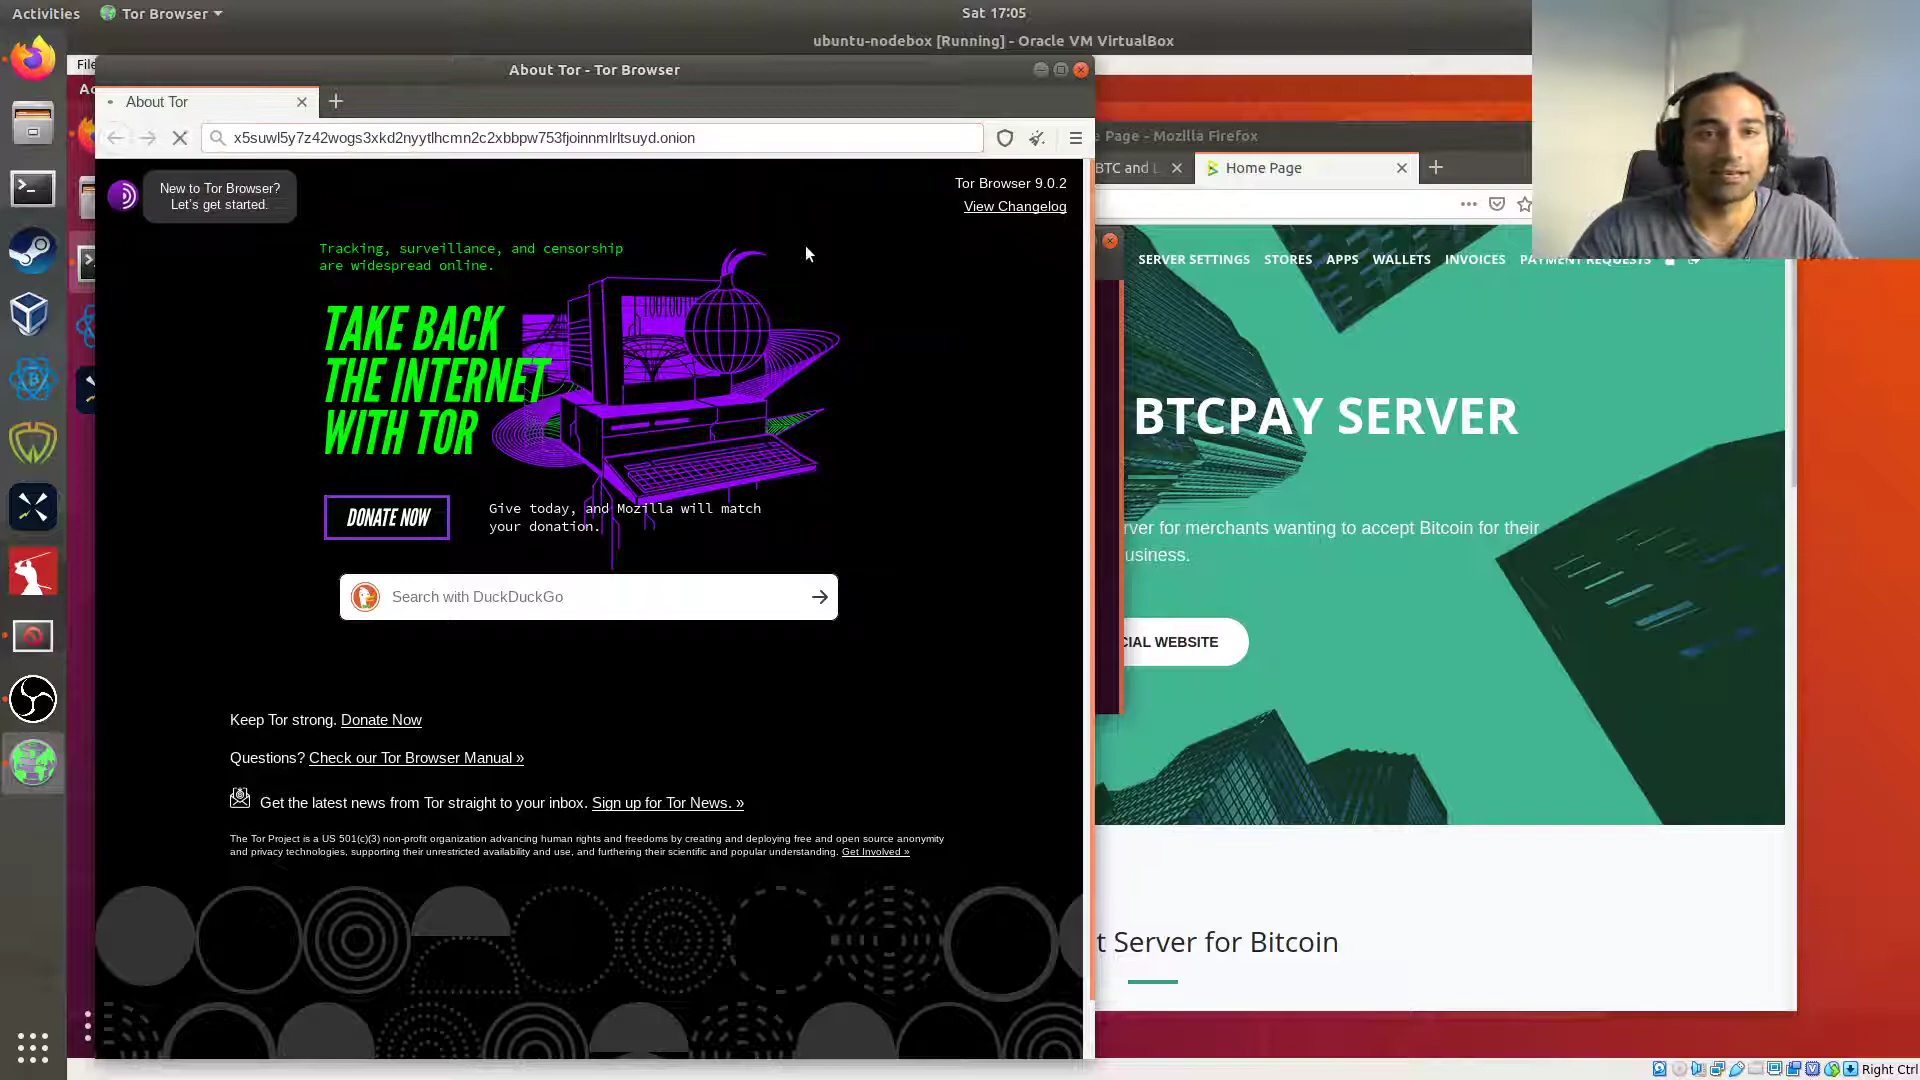 Activities
Tor Browser
Sat 17:05
ubuntu-nodebox [Running] - Oracle VM VirtualBox
File
About Tor - Tor Browser
About Tor
x5suwl5y7z42wogs3xkd2nyytlhcmn2c2xbbpw753fjoinnmlrltsuyd.onion
New to Tor Browser?
Let's get started.
Tor Browser 9.0.2
View Changelog
Tracking, surveillance, and censorship
are widespread online.
TAKE BACK
THE INTERNET
WITH TOR
DONATE NOW
Give today, and Mozilla will match
your donation.
Search with DuckDuckGo
Keep Tor strong. Donate Now
Questions? Check our Tor Browser Manual »
Get the latest news from Tor straight to your inbox. Sign up for Tor News. »
The Tor Project is a US 501(c)(3) non-profit organization advancing human rights and freedoms by creating and deploying free and open source anonymity
and privacy technologies, supporting their unrestricted availability and use, and furthering their scientific and popular understanding. Get Involved »
Page - Mozilla Firefox
BTC and
Home Page
SERVER SETTINGS STORES APPS WALLETS INVOICES PAYMENT REQUESTS
BTCPAY SERVER
rver for merchants wanting to accept Bitcoin for their
usiness.
CIAL WEBSITE
t Server for Bitcoin
Right Ctrl